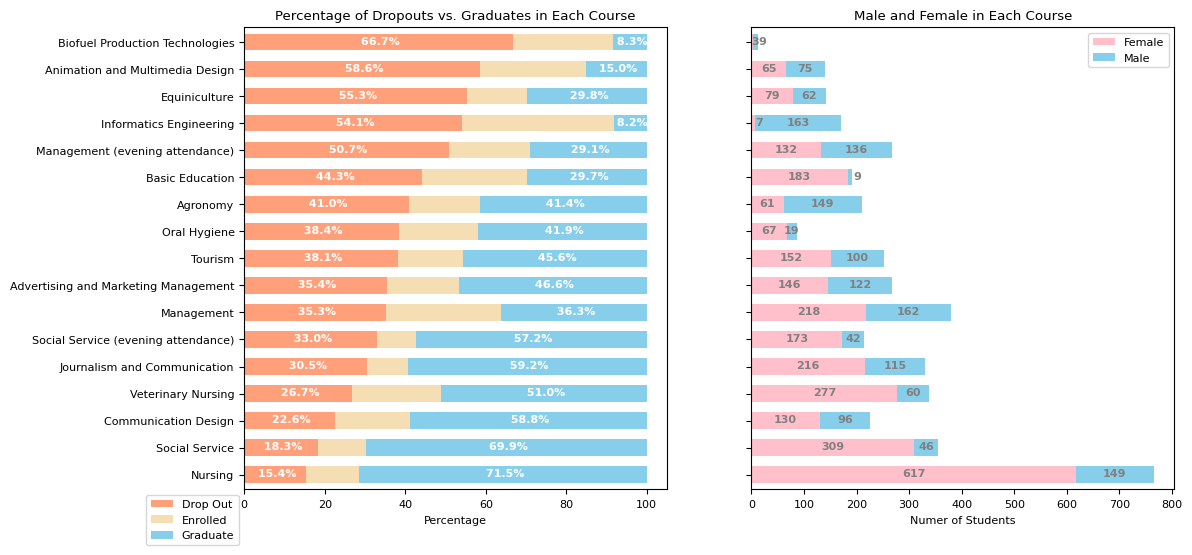 Percentage of Dropouts vs. Graduates in Each Course
Biofuel Production Technologies 66.7% 8.3%
Animation and Multimedia Design 58.6% 15.0%
Equiniculture 55.3% 29.8%
Informatics Engineering 54.1% 8.2%
Management (evening attendance) 50.7% 29.1%
Basic Education 44.3% 29.7%
Agronomy 41.0% 41.4%
Oral Hygiene 38.4% 41.9%
Tourism 38.1% 45.6%
Advertising and Marketing Management 35.4% 46.6%
Management 35.3% 36.3%
Social Service (evening attendance) 33.0% 57.2%
Journalism and Communication 30.5% 59.2%
Veterinary Nursing 26.7% 51.0%
Communication Design 22.6% 58.8%
Social Service 18.3% 69.9%
Nursing 15.4% 71.5%
0 20 40 60 80 100
Percentage
Drop Out
Enrolled
Graduate
Male and Female in Each Course
Female
Male
39
65 75
79 62
7 163
132 136
183 9
61 149
67 19
152 100
146 122
218 162
173 42
216 115
277 60
130 96
309 46
617 149
0 100 200 300 400 500 600 700 800
Numer of Students